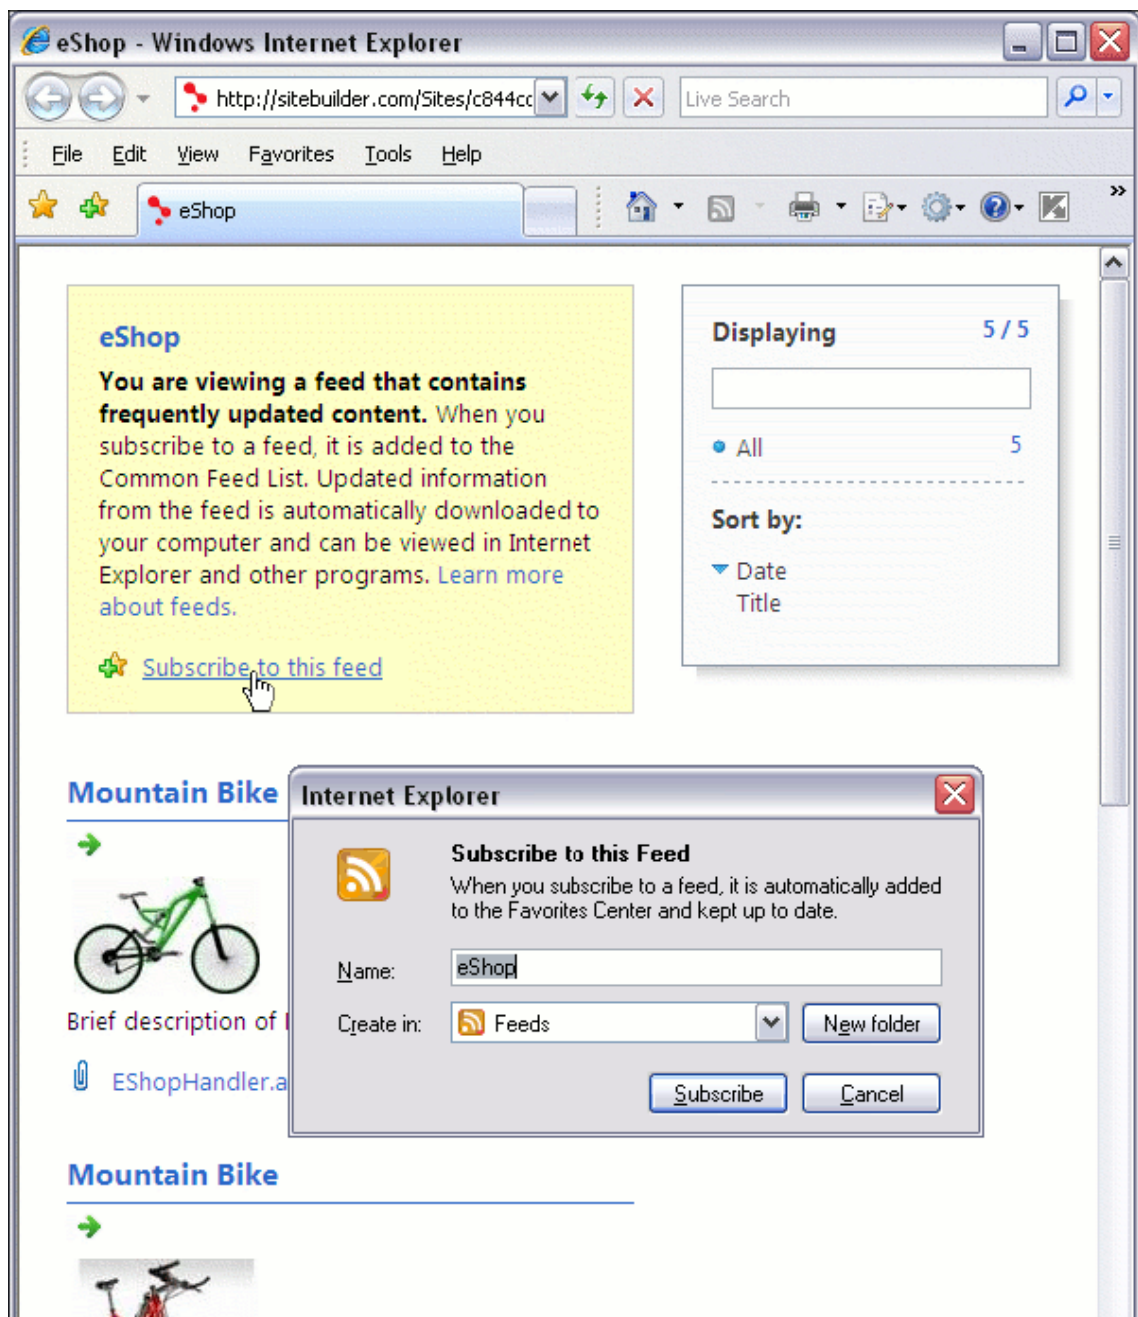 eShop - Windows Internet Explorer
http://sitebuilder.com/Sites/c844cc
Live Search
File Edit View Favorites Tools Help
eShop
eShop
You are viewing a feed that contains
frequently updated content. When you
subscribe to a feed, it is added to the
Common Feed List. Updated information
from the feed is automatically downloaded to
your computer and can be viewed in Internet
Explorer and other programs. Learn more
about feeds.
Subscribe to this feed
Displaying 5 / 5
All 5
Sort by:
Date
Title
Mountain Bike
Brief description of
EShopHandler.a
Internet Explorer
Subscribe to this Feed
When you subscribe to a feed, it is automatically added
to the Favorites Center and kept up to date.
Name: eShop
Create in: Feeds New folder
Subscribe Cancel
Mountain Bike